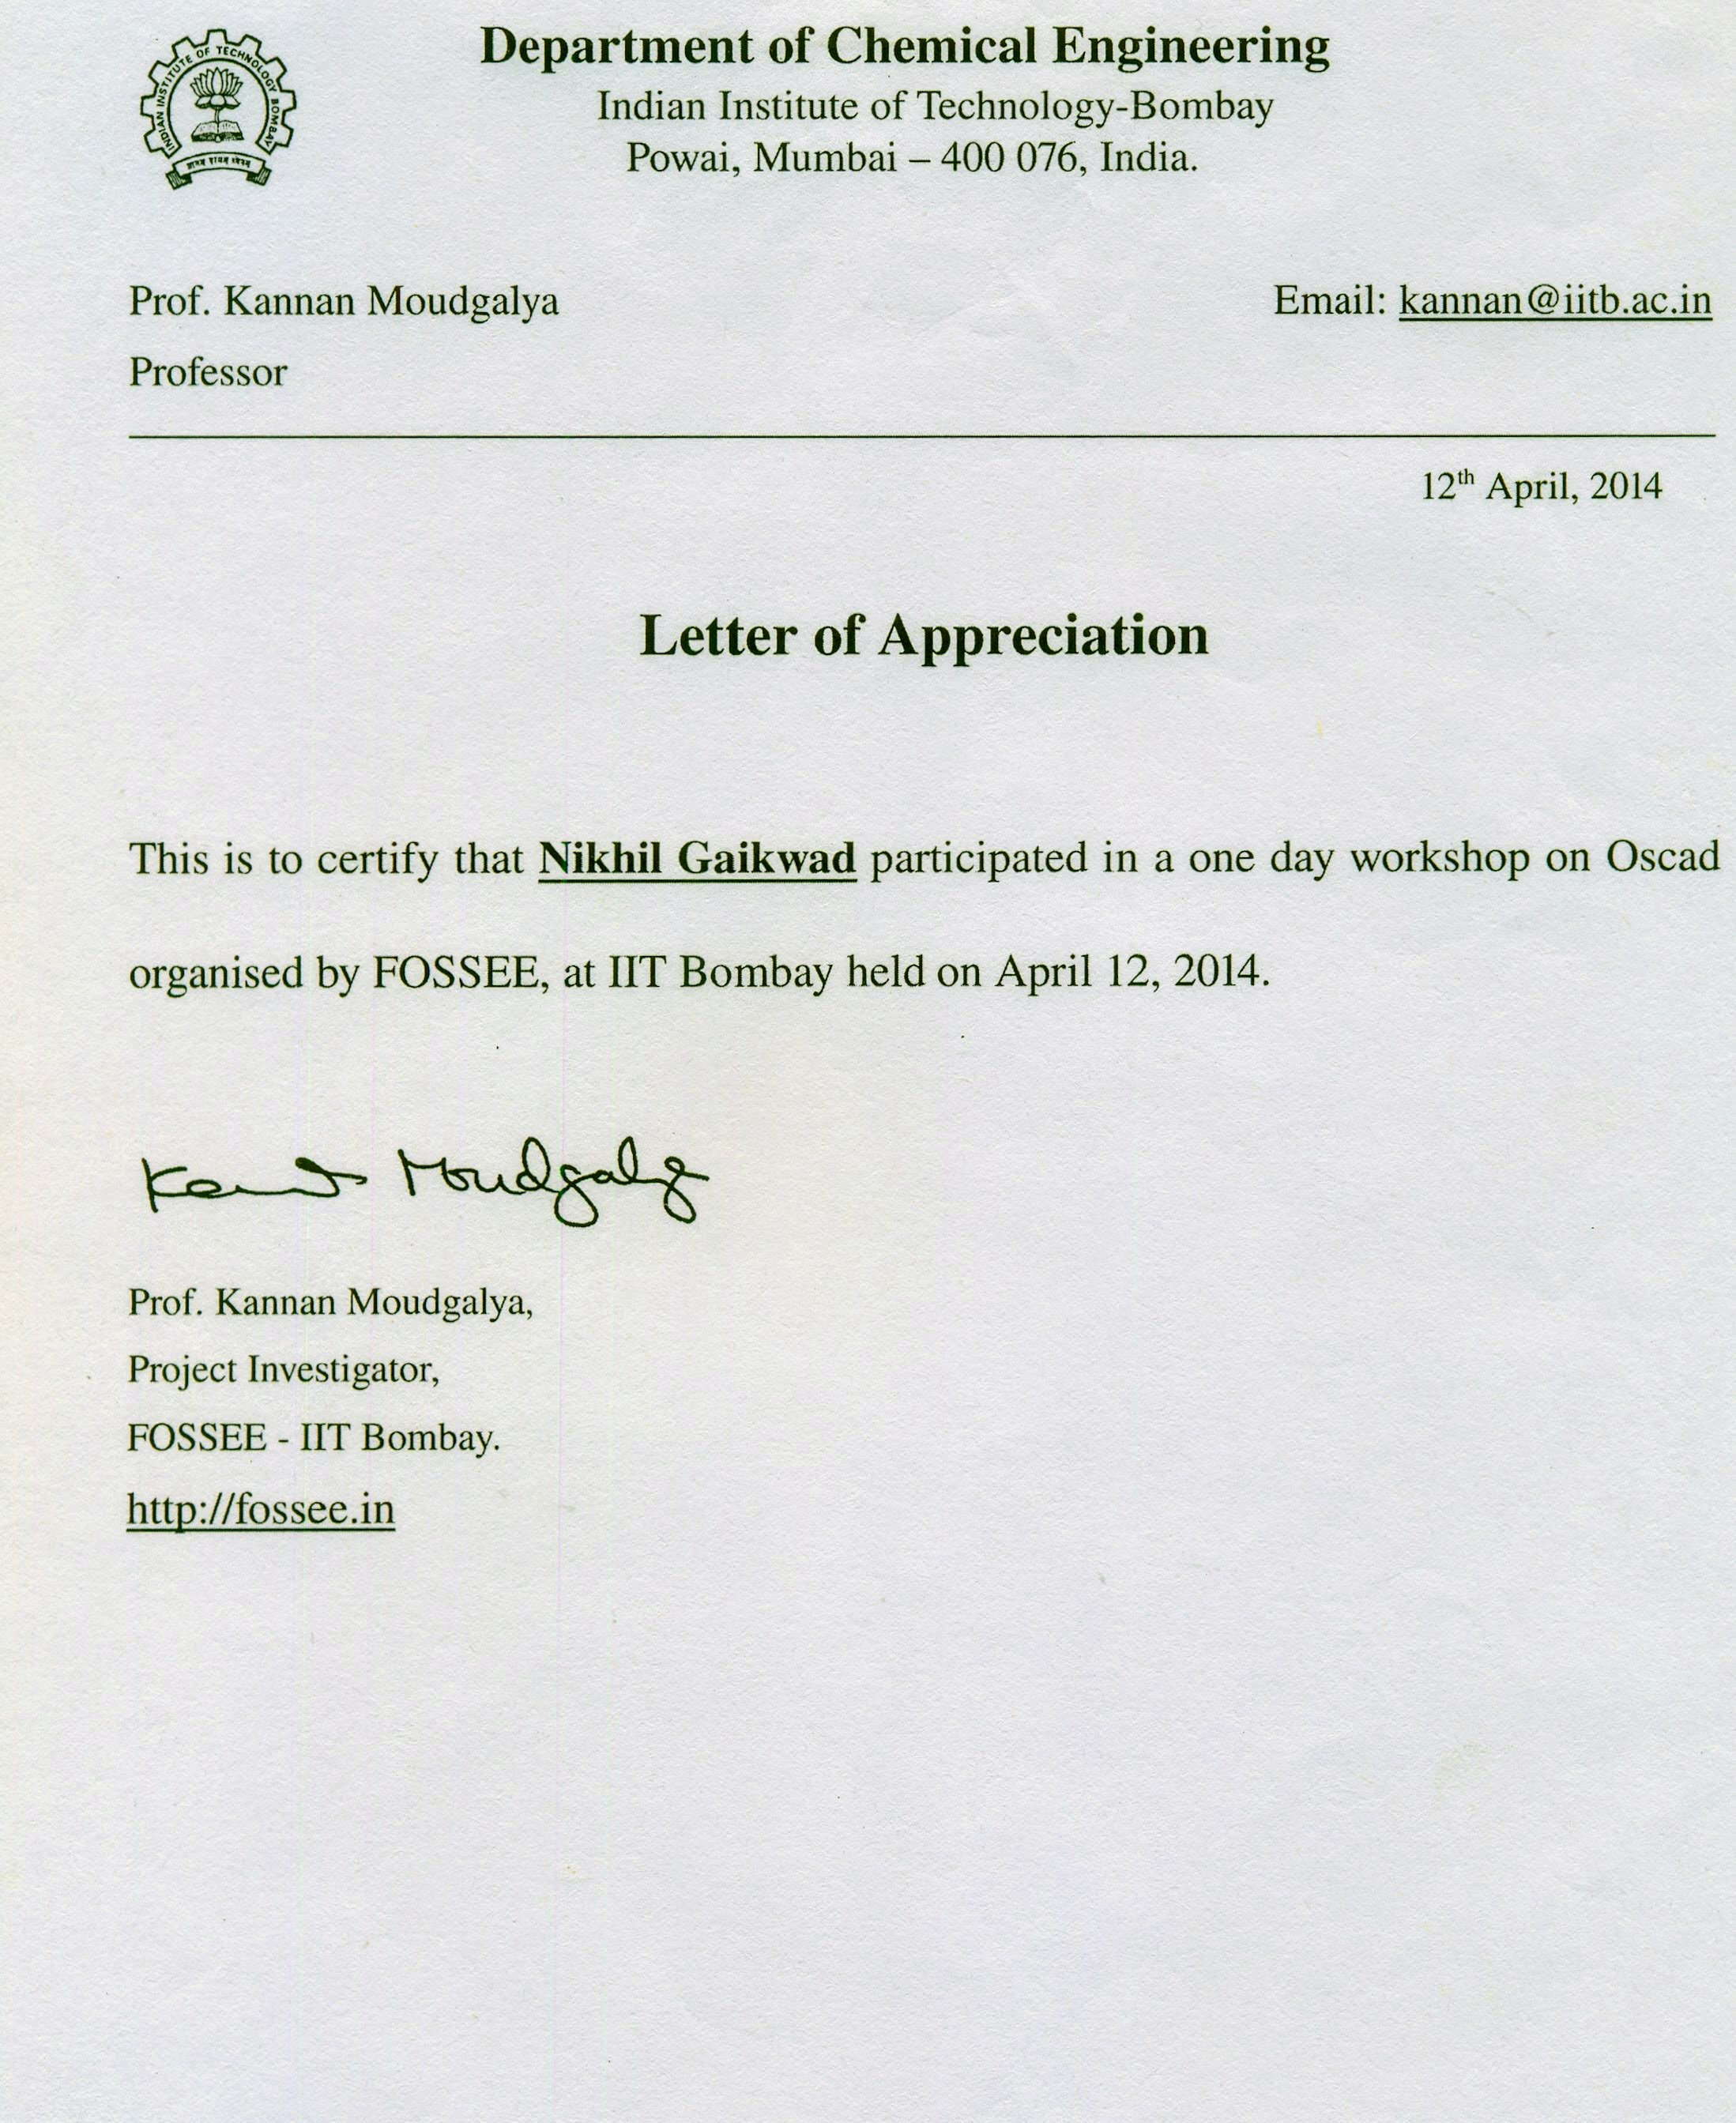 INDIAN INSTITUTE OF TECHNOLOGY BOMBAY
Department of Chemical Engineering
Indian Institute of Technology-Bombay
Powai, Mumbai – 400 076, India.
Prof. Kannan Moudgalya
Email: kannan@iitb.ac.in
Professor
12th April, 2014
Letter of Appreciation
This is to certify that Nikhil Gaikwad participated in a one day workshop on Oscad
organised by FOSSEE, at IIT Bombay held on April 12, 2014.
Kannan Moudgalya
Prof. Kannan Moudgalya,
Project Investigator,
FOSSEE - IIT Bombay.
http://fossee.in